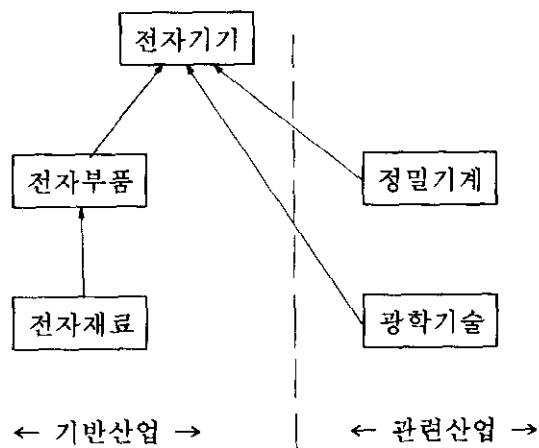 전자기기
전자부품
정밀기계
전자재료
광학기술
← 기반산업 →
← 관련산업 →